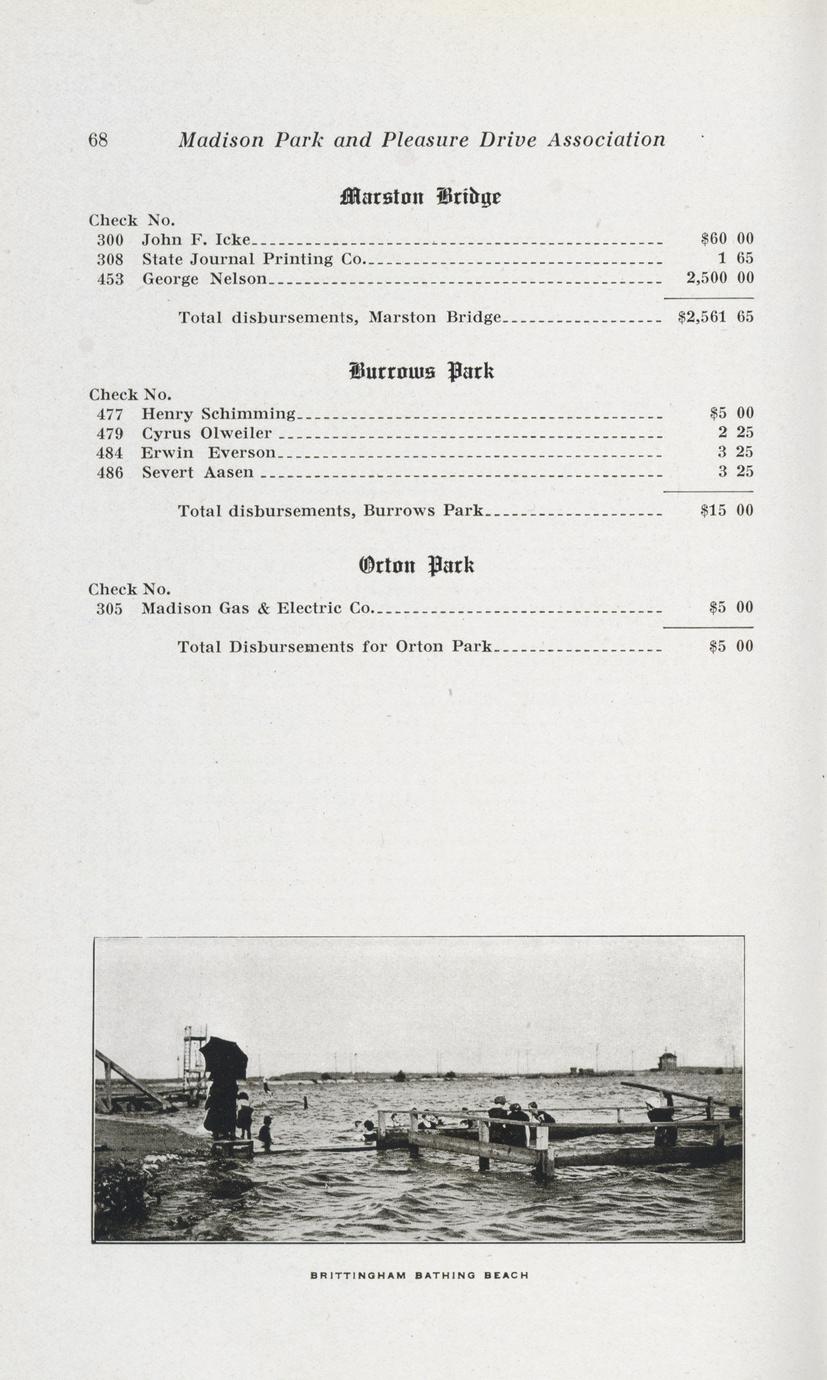 68 Madison Park and Pleasure Drive Association
Marston Bridge
Check No.
300 John F. Icke $60 00
308 State Journal Printing Co. 1 65
453 George Nelson 2,500 00
Total disbursements, Marston Bridge $2,561 65
Burrows Park
Check No.
477 Henry Schimming $5 00
479 Cyrus Olweiler 2 25
484 Erwin Everson 3 25
486 Severt Aasen 3 25
Total disbursements, Burrows Park $15 00
Orton Park
Check No.
305 Madison Gas & Electric Co. $5 00
Total Disbursements for Orton Park $5 00
BRITTINGHAM BATHING BEACH